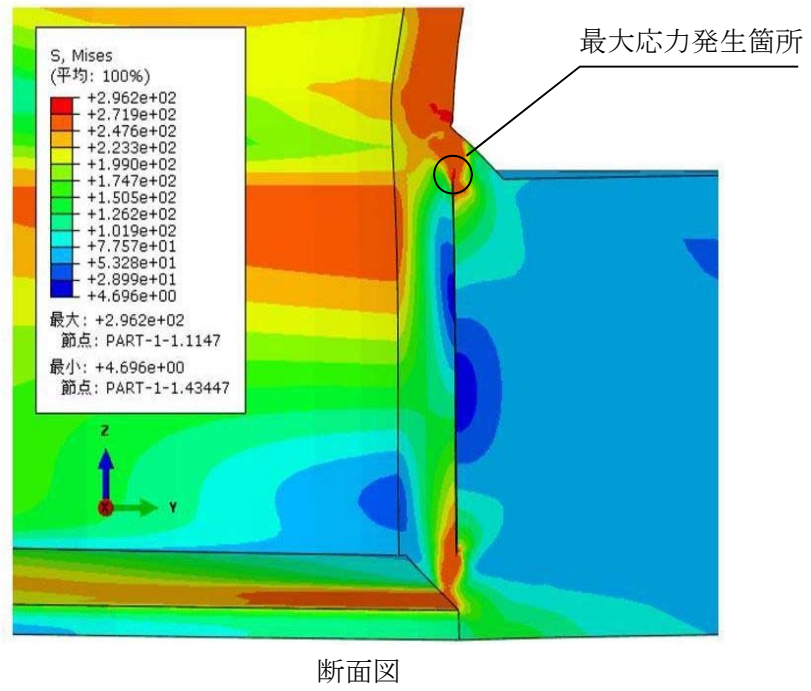 最大応力発生箇所
S, Mises
(平均: 100%)
+2.962e+02
+2.719e+02
+2.476e+02
+2.233e+02
+1.990e+02
+1.747e+02
+1.505e+02
+1.262e+02
+1.019e+02
+7.757e+01
+5.328e+01
+2.899e+01
+4.696e+00
最大: +2.962e+02
節点: PART-1-1.1147
最小: +4.696e+00
節点: PART-1-1.43447
Z
X
Y
断面図